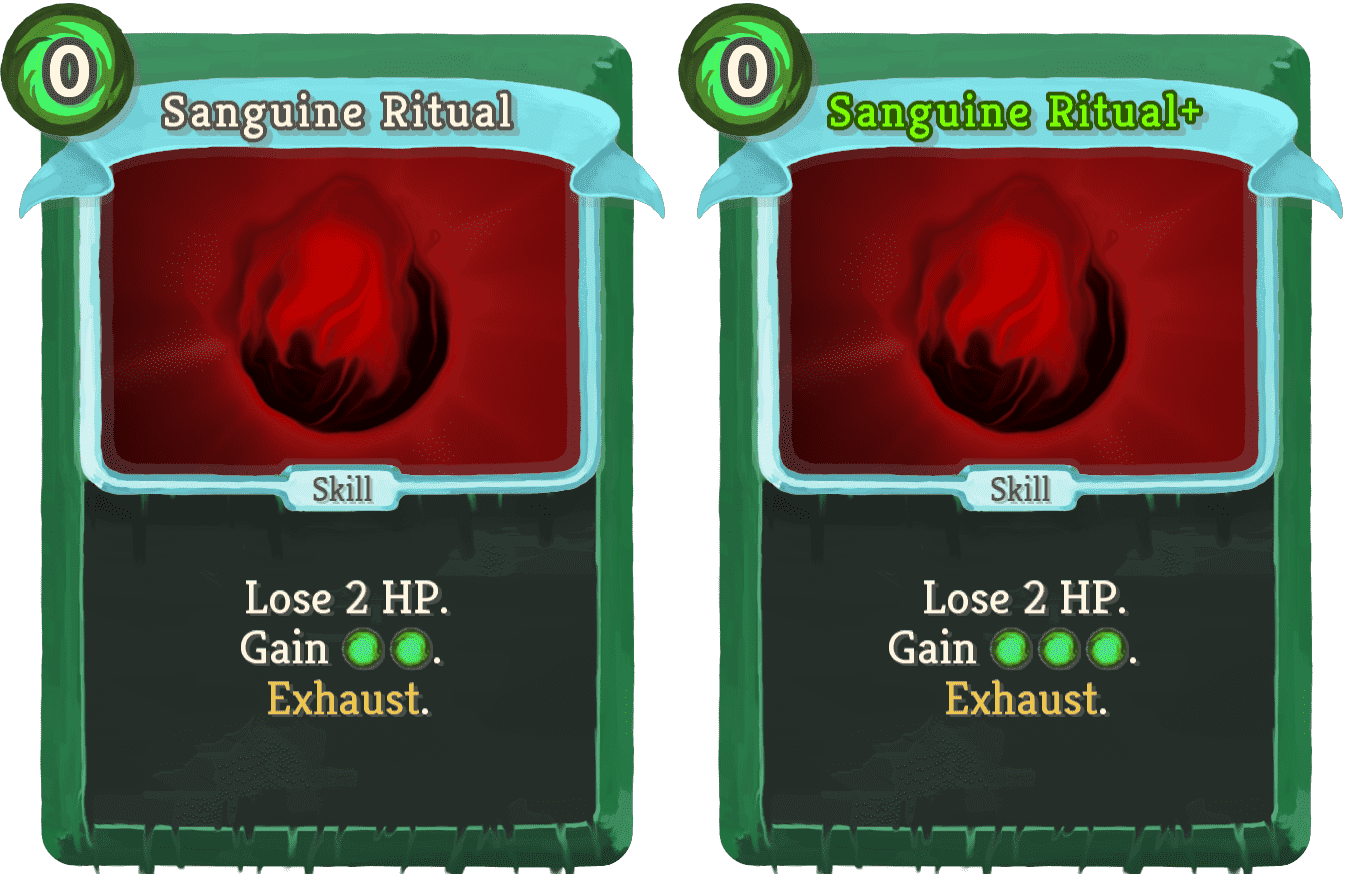 0
Sanguine Ritual
Skill
Lose 2 HP.
Gain .
Exhaust.
0
Sanguine Ritual+
Skill
Lose 2 HP.
Gain .
Exhaust.